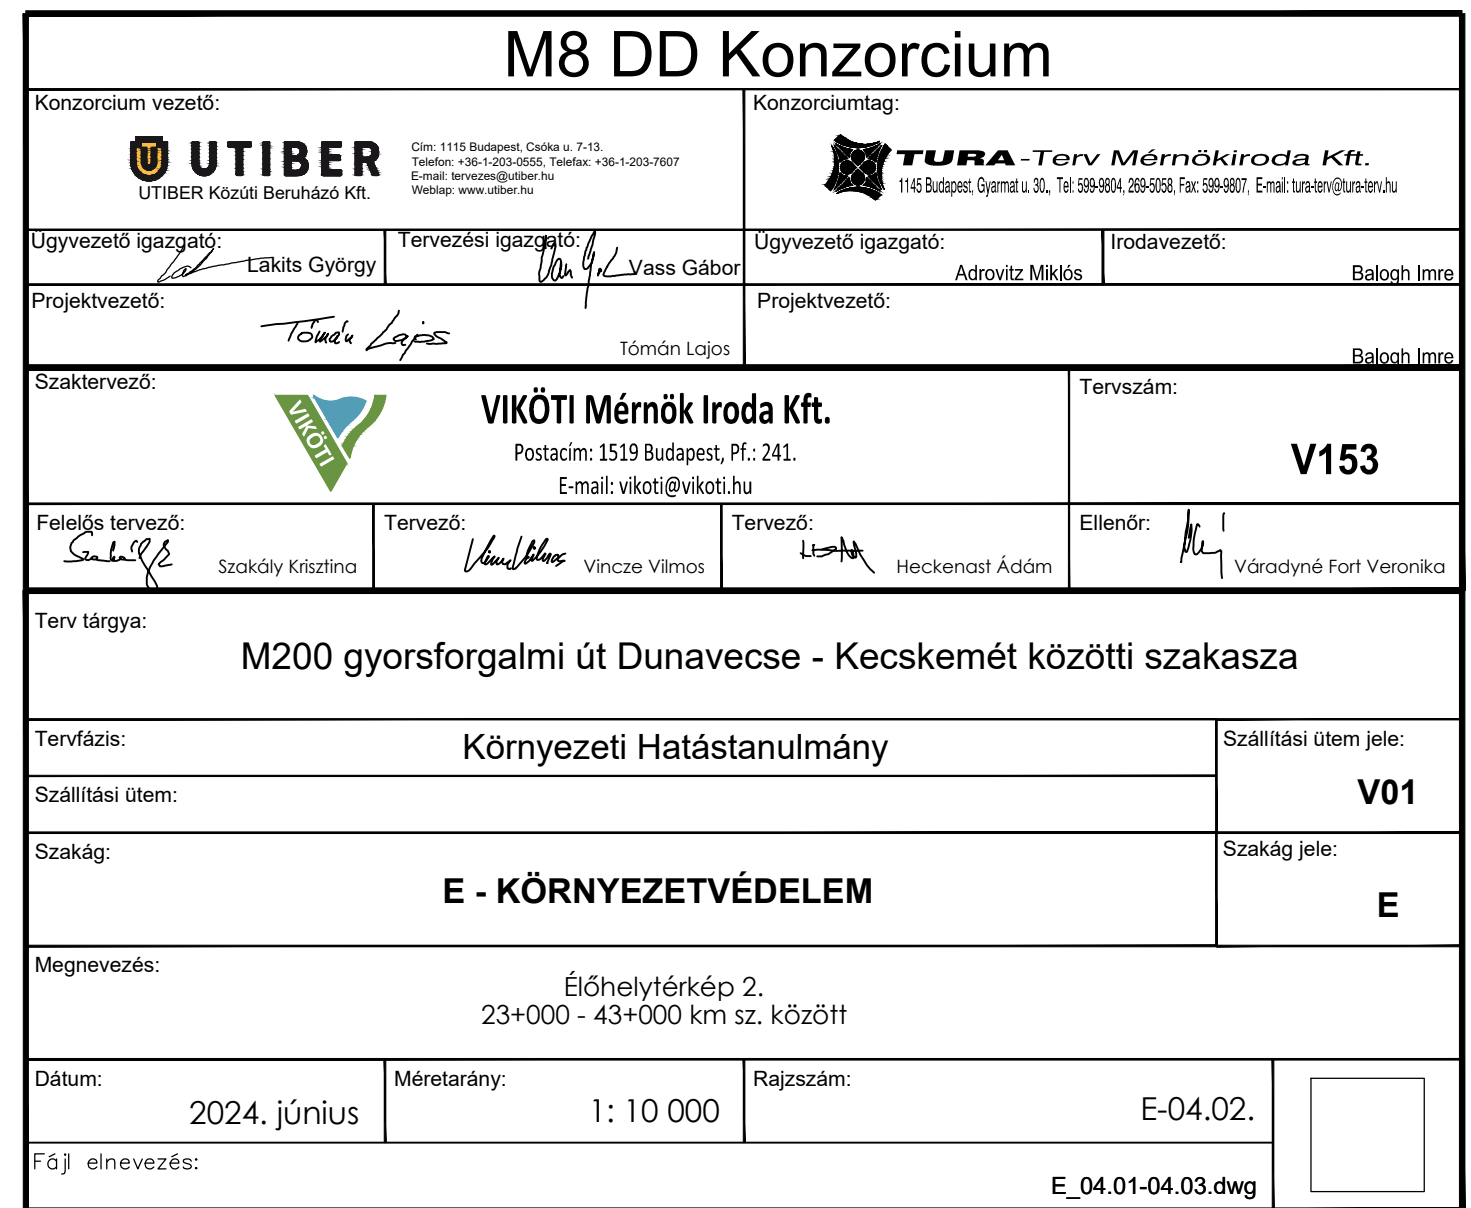 M8 DD Konzorcium
Konzorcium vezető:
UTIBER
UTIBER Közúti Beruházó Kft.
Cím: 1115 Budapest, Csóka u. 7-13.
Telefon: +36-1-203-0555, Telefax: +36-1-203-7607
E-mail: tervezes@utiber.hu
Weblap: www.utiber.hu
Konzorciumtag:
TURA-Terv Mérnökiroda Kft.
1145 Budapest, Gyarmat u. 30., Tel: 599-9804, 269-5058, Fax: 599-9807, E-mail: tura-terv@tura-terv.hu
Ügyvezető igazgató:
Lakits György
Tervezési igazgató:
Vass Gábor
Ügyvezető igazgató:
Adrovitz Miklós
Irodavezető:
Balogh Imre
Projektvezető:
Tómán Lajos
Tómán Lajos
Projektvezető:
Balogh Imre
Szaktervező:
VIKÖTI
VIKÖTI Mérnök Iroda Kft.
Postacím: 1519 Budapest, Pf.: 241.
E-mail: vikoti@vikoti.hu
Tervszám:
V153
Felelős tervező:
Szakály Krisztina
Tervező:
Vincze Vilmos
Tervező:
Heckenast Ádám
Ellenőr:
Váradyné Fort Veronika
Terv tárgya:
M200 gyorsforgalmi út Dunavecse - Kecskemét közötti szakasza
Tervfázis:
Környezeti Hatástanulmány
Szállítási ütem jele:
V01
Szállítási ütem:
Szakág:
E - KÖRNYEZETVÉDELEM
Szakág jele:
E
Megnevezés:
Élőhelytérkép 2.
23+000 - 43+000 km sz. között
Dátum:
2024. június
Méretarány:
1: 10 000
Rajzszám:
E-04.02.
Fájl elnevezés:
E_04.01-04.03.dwg